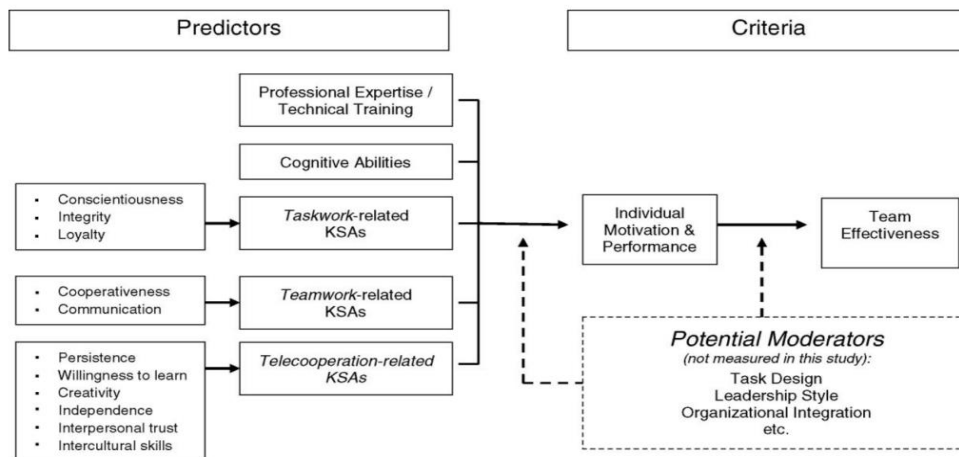 Predictors
Criteria
Professional Expertise /
Technical Training
Cognitive Abilities
▪ Conscientiousness
▪ Integrity
▪ Loyalty
Taskwork-related
KSAs
▪ Cooperativeness
▪ Communication
Teamwork-related
KSAs
▪ Persistence
▪ Willingness to learn
▪ Creativity
▪ Independence
▪ Interpersonal trust
▪ Intercultural skills
Telecooperation-related
KSAs
Individual
Motivation &
Performance
Team
Effectiveness
Potential Moderators
(not measured in this study):
Task Design
Leadership Style
Organizational Integration
etc.